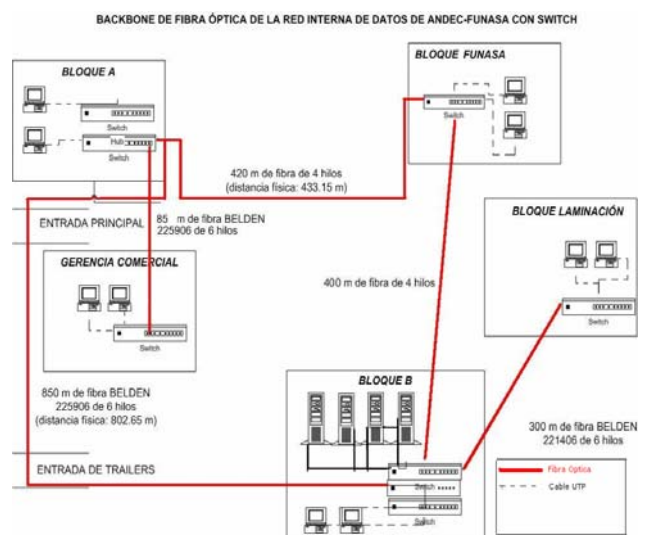 BACKBONE DE FIBRA ÓPTICA DE LA RED INTERNA DE DATOS DE ANDEC-FUNASA CON SWITCH
BLOQUE A
Switch
Hub
Switch
BLOQUE FUNASA
Switch
420 m de fibra de 4 hilos
(distancia física: 433.15 m)
ENTRADA PRINCIPAL
85 m de fibra BELDEN
225906 de 6 hilos
BLOQUE LAMINACIÓN
Switch
GERENCIA COMERCIAL
Switch
400 m de fibra de 4 hilos
850 m de fibra BELDEN
225906 de 6 hilos
(distancia física: 802.65 m)
BLOQUE B
Switch
Switch
300 m de fibra BELDEN
221406 de 6 hilos
ENTRADA DE TRAILERS
Fibra Optica
Cable UTP